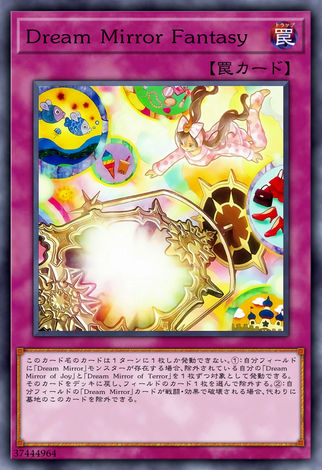 Dream Mirror Fantasy
トラップ
罠
【罠カード】
このカード名のカードは１ターンに１枚しか発動できない。①：自分フィールド
に「Dream Mirror」モンスターが存在する場合、除外されている自分の「Dream
Mirror of Joy」と「Dream Mirror of Terror」を１枚ずつ対象として発動できる。
そのカードをデッキに戻し、フィールドのカード１枚を選んで除外する。②：自
分フィールドの「Dream Mirror」カードが戦闘・効果で破壊される場合、代わりに
墓地のこのカードを除外できる。
37444964